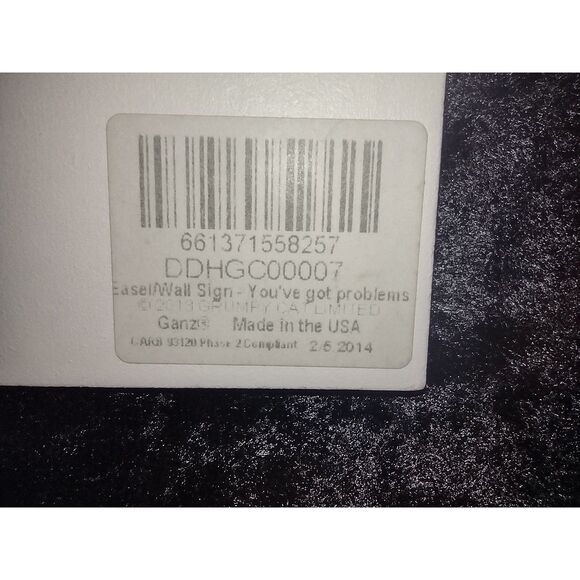 661371558257
DDHGC00007
Easel/Wall Sign - You've got problems
© 2013 GRUMPY CAT LIMITED
Ganz® Made in the USA
CARB 93120 Phase 2 Compliant 2/5/2014